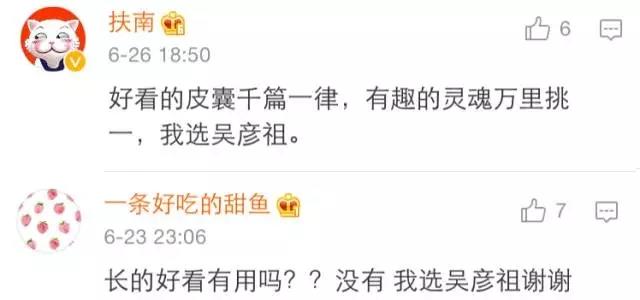 扶南
6
6-26 18:50
好看的皮囊千篇一律，有趣的灵魂万里挑
一，我选吴彦祖。
一条好吃的甜鱼
7
6-23 23:06
长的好看有用吗？？没有 我选吴彦祖谢谢